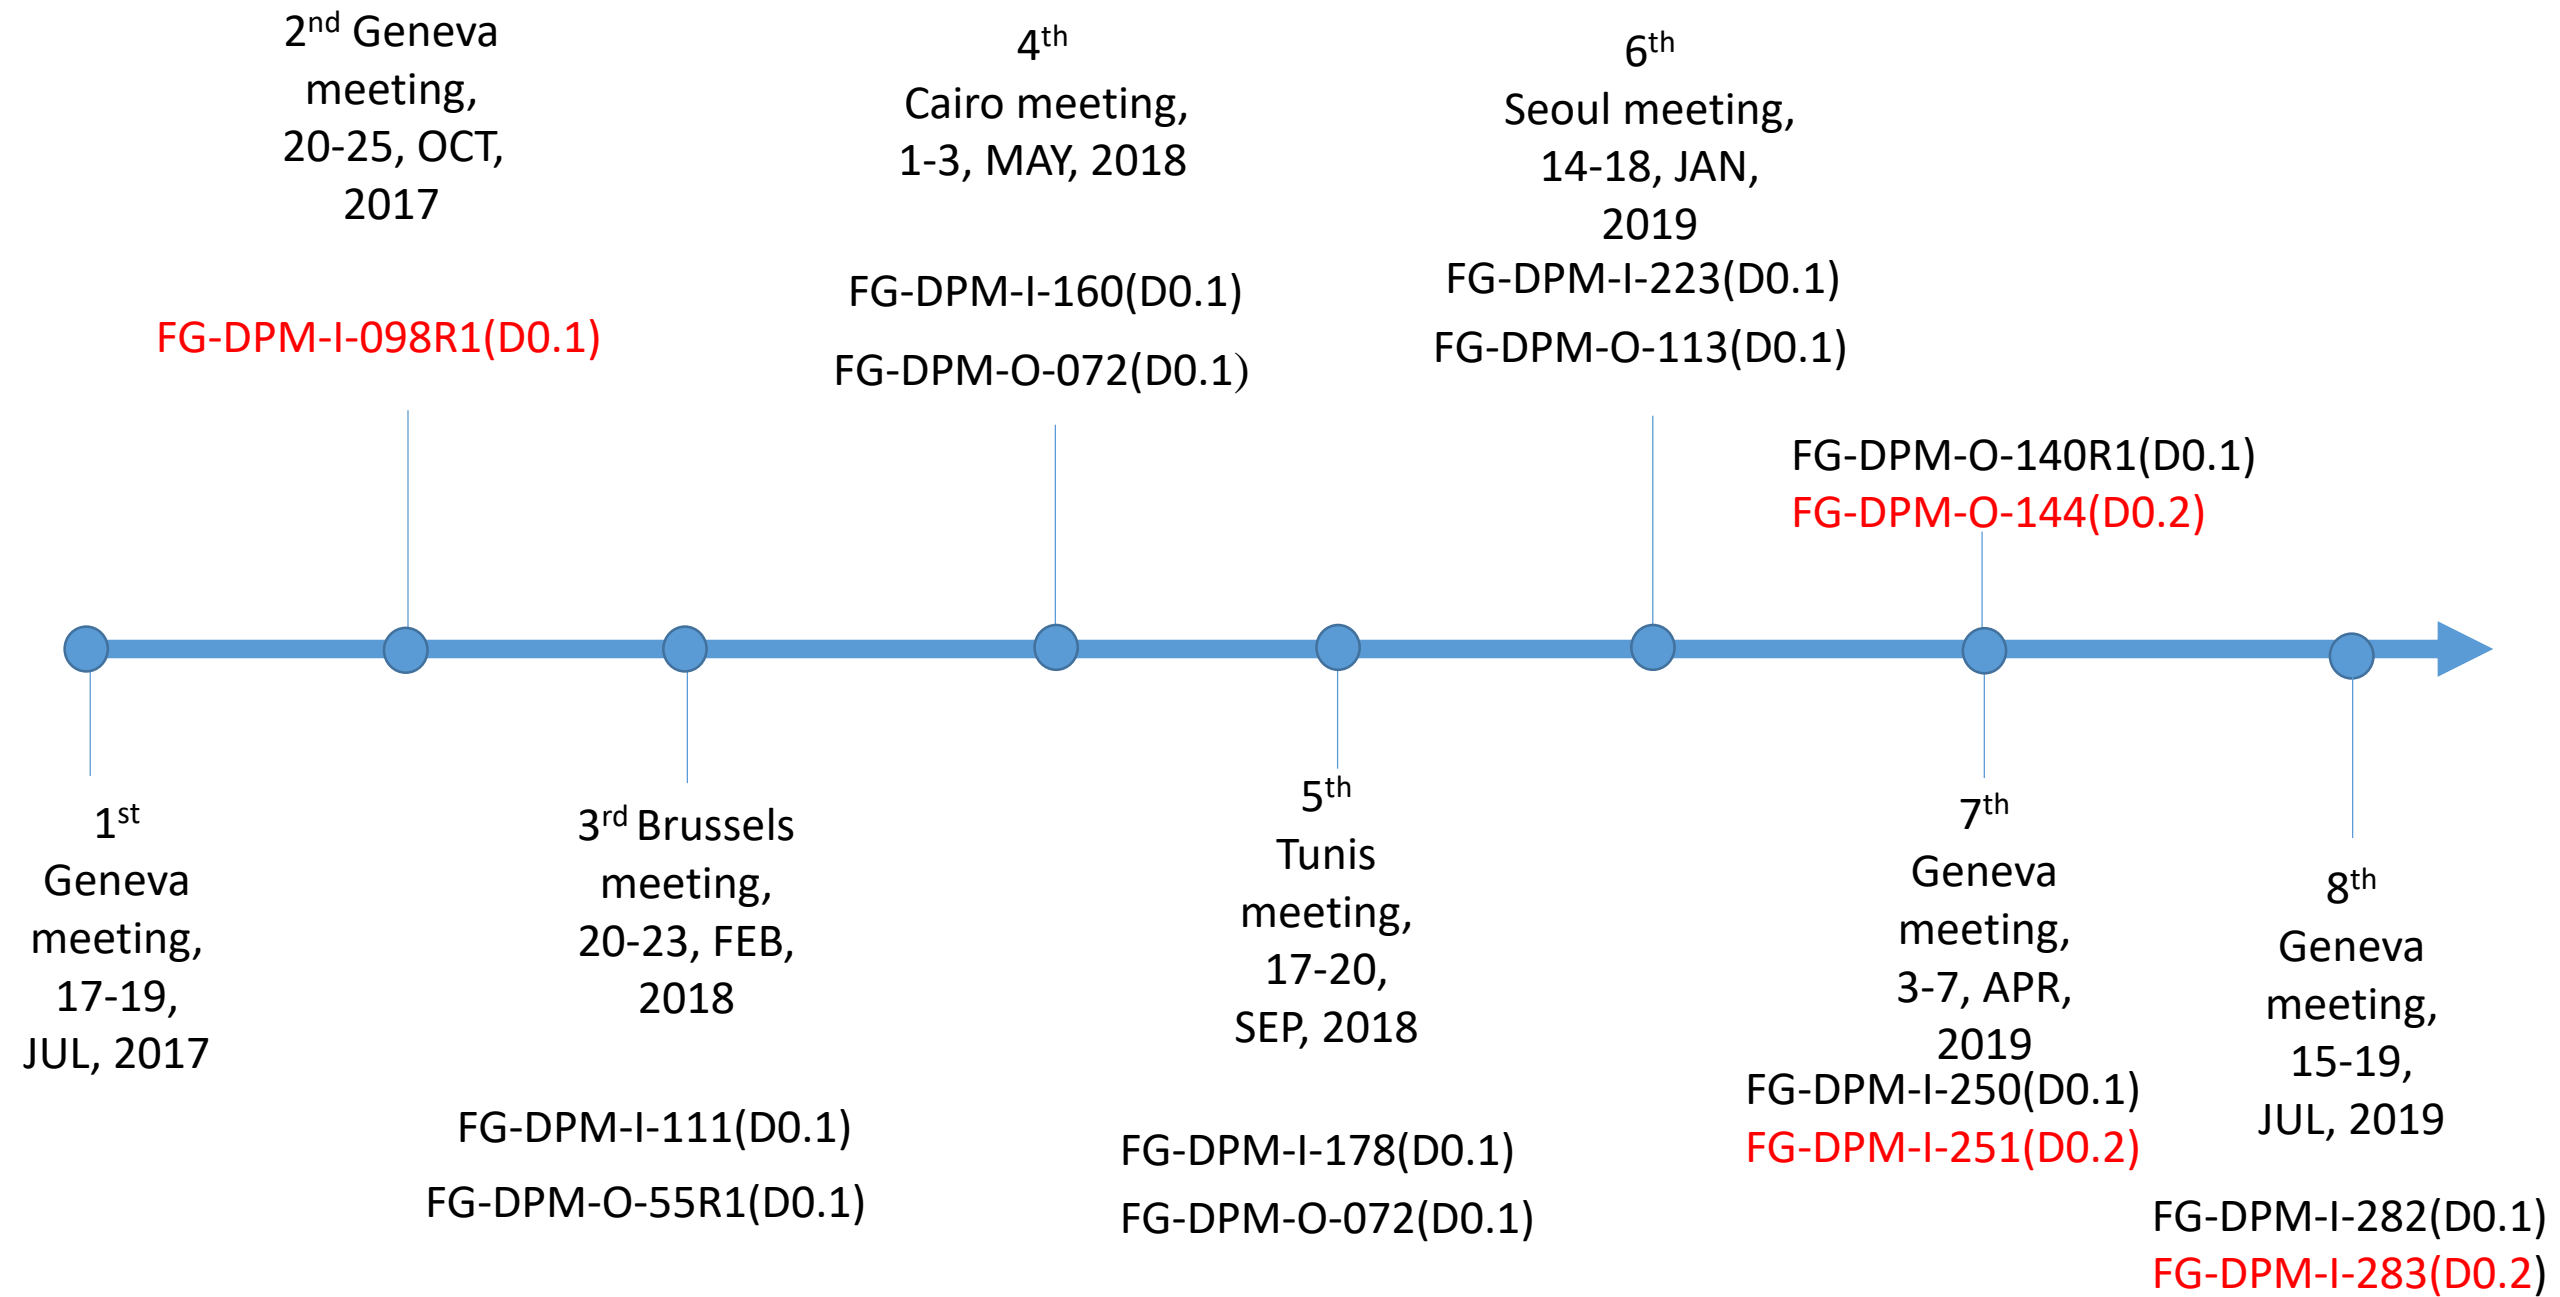 2nd Geneva
meeting,
20-25, OCT,
2017
FG-DPM-I-098R1(D0.1)
4th
Cairo meeting,
1-3, MAY, 2018
FG-DPM-I-160(D0.1)
FG-DPM-O-072(D0.1)
6th
Seoul meeting,
14-18, JAN,
2019
FG-DPM-I-223(D0.1)
FG-DPM-O-113(D0.1)
FG-DPM-O-140R1(D0.1)
FG-DPM-O-144(D0.2)
1st
Geneva
meeting,
17-19,
JUL, 2017
3rd Brussels
meeting,
20-23, FEB,
2018
FG-DPM-I-111(D0.1)
FG-DPM-O-55R1(D0.1)
5th
Tunis
meeting,
17-20,
SEP, 2018
FG-DPM-I-178(D0.1)
FG-DPM-O-072(D0.1)
7th
Geneva
meeting,
3-7, APR,
2019
FG-DPM-I-250(D0.1)
FG-DPM-I-251(D0.2)
8th
Geneva
meeting,
15-19,
JUL, 2019
FG-DPM-I-282(D0.1)
FG-DPM-I-283(D0.2)